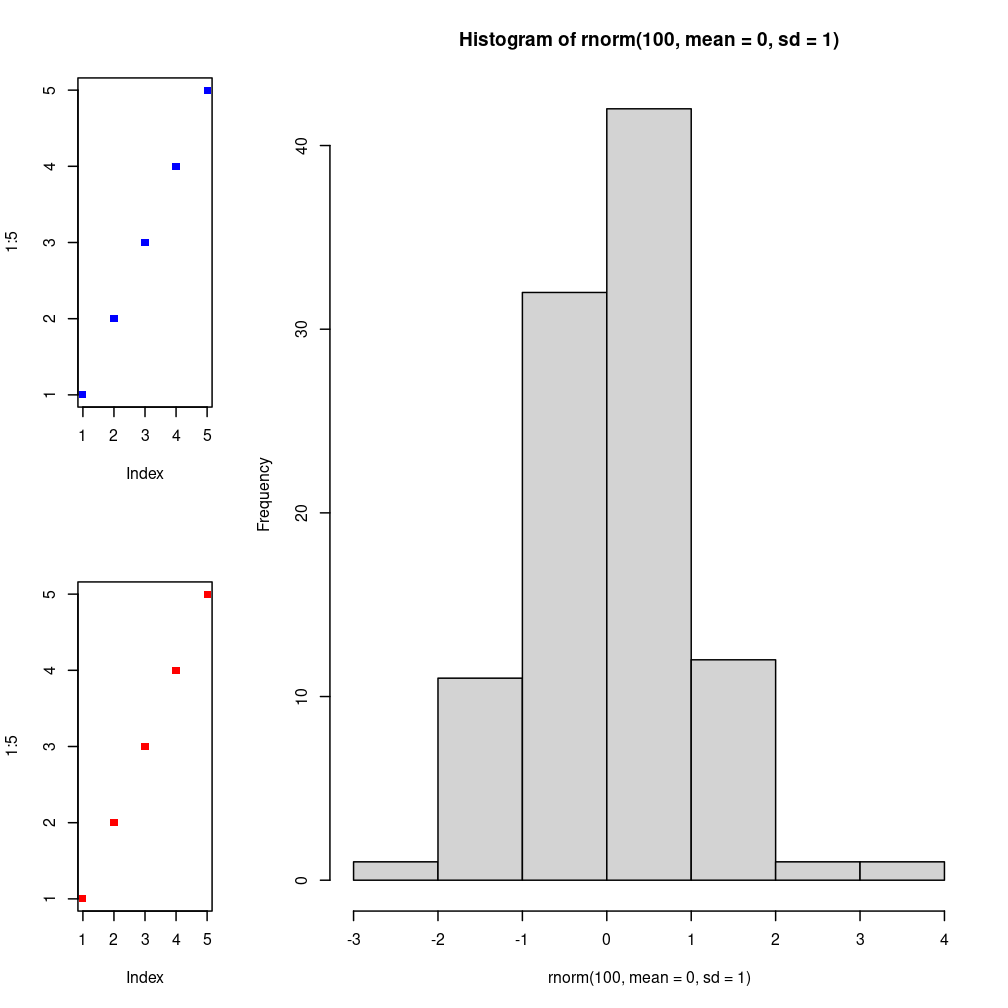 Histogram of rnorm(100, mean = 0, sd = 1)
5
4
3
2
1
1:5
1 2 3 4 5
Index
5
4
3
2
1
1:5
1 2 3 4 5
Index
40
30
20
10
0
Frequency
-3 -2 -1 0 1 2 3 4
rnorm(100, mean = 0, sd = 1)